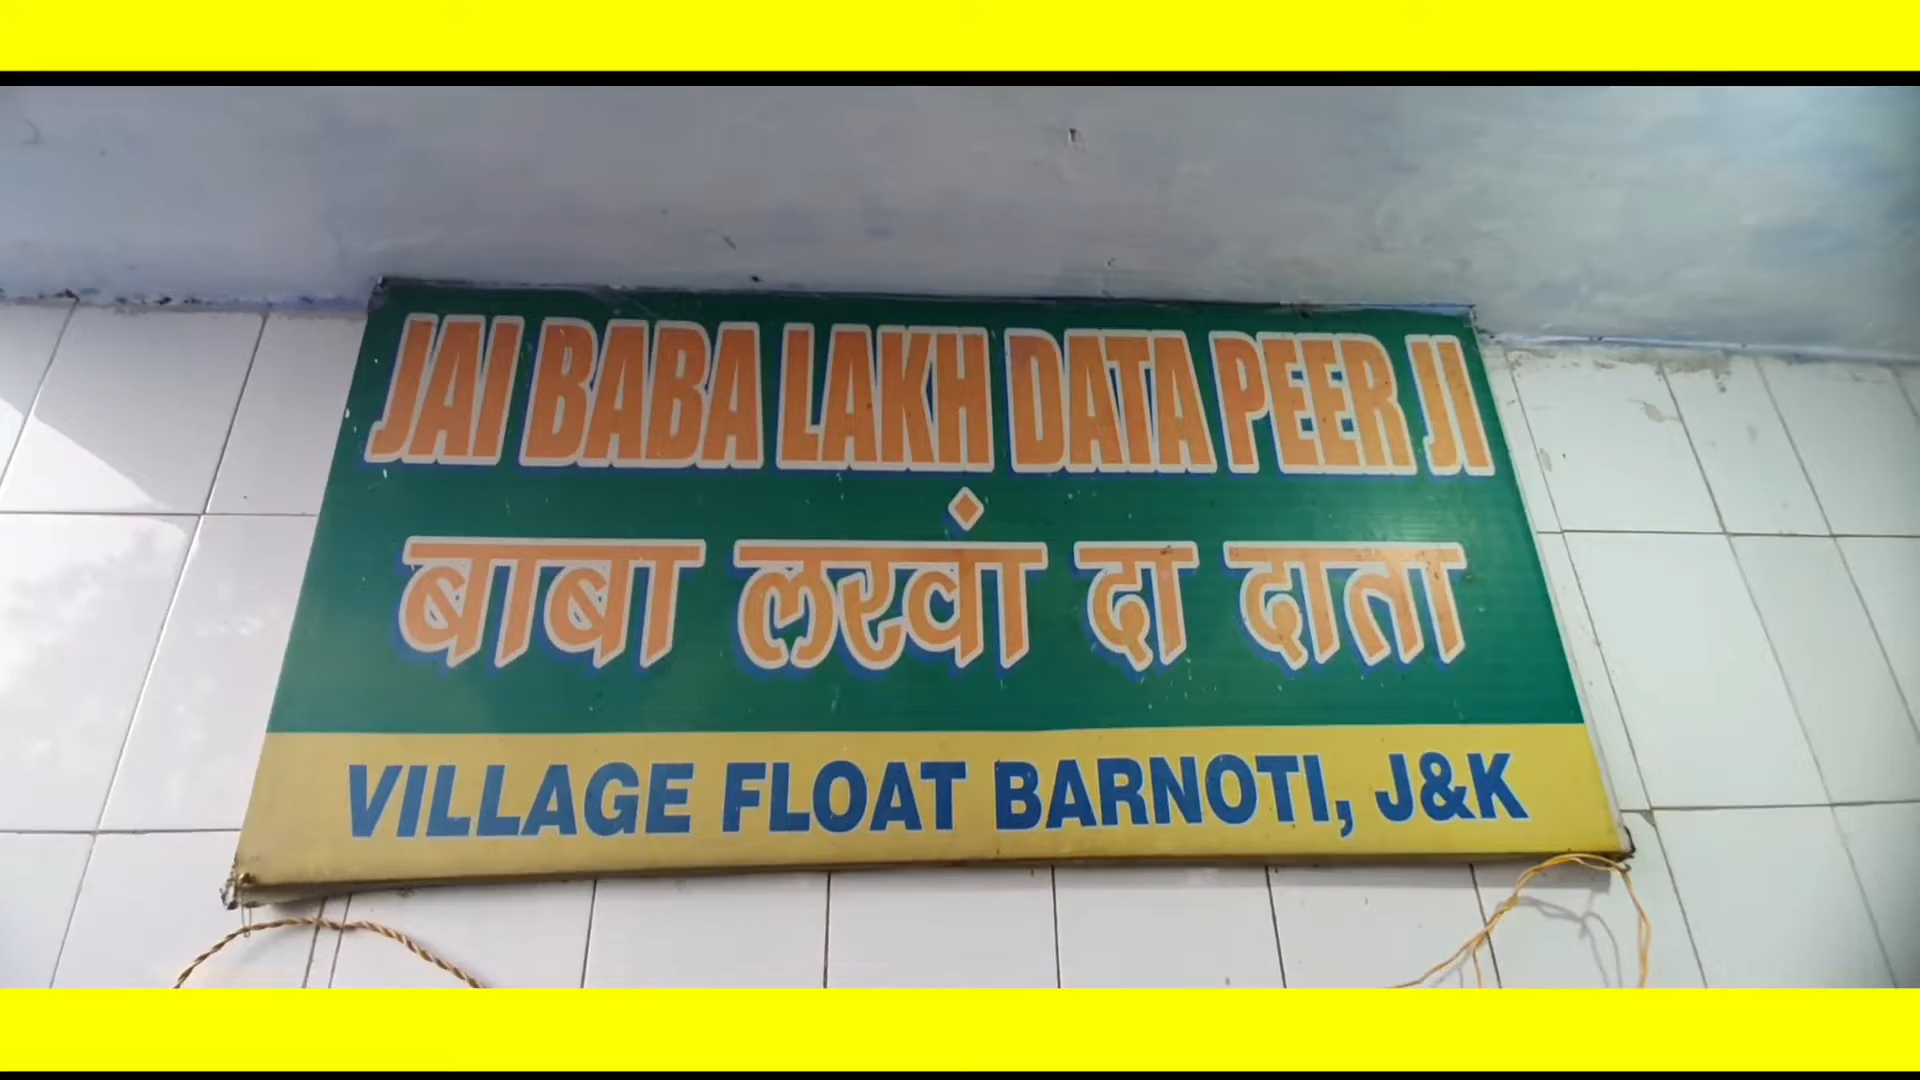 JAI BABA LAKH DATA PEER JI
बाबा लखां दा दाता
VILLAGE FLOAT BARNOTI, J&K